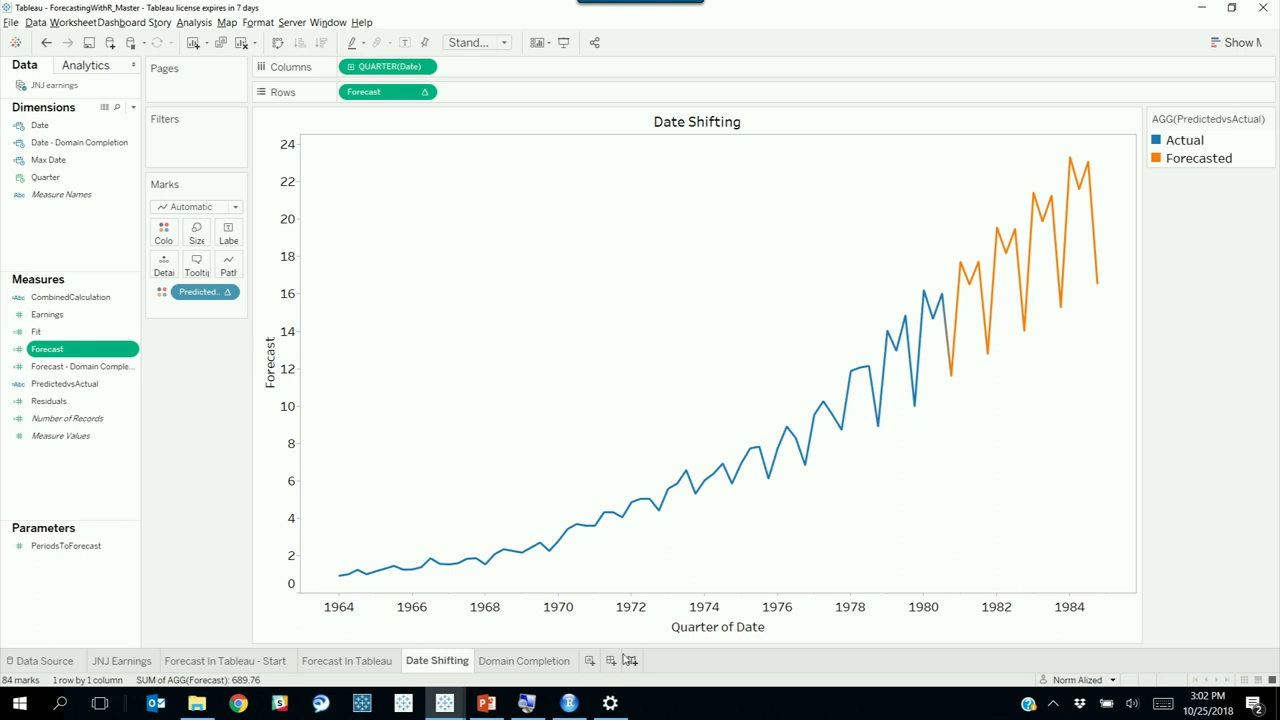 Tableau - ForecastingWithR_Master - Tableau license expires in 7 days
File Data Worksheet Dashboard Story Analysis Map Format Server Window Help
Stand...
Show M
Data
Analytics
JNJ earnings
Dimensions
Date
Date - Domain Completion
Max Date
Quarter
Abc Measure Names
Measures
=Abc CombinedCalculation
# Earnings
=# Fit
=# Forecast
=# Forecast - Domain Comple...
=Abc PredictedvsActual
=# Residuals
=# Number of Records
# Measure Values
Parameters
# PeriodsToForecast
Pages
Filters
Marks
Automatic
Colo
Size
Labe
Detai
Tooltip
Path
Predicted..
Columns
QUARTER(Date)
Rows
Forecast
Date Shifting
24
22
20
18
16
14
12
10
8
6
4
2
0
Forecast
1964 1966 1968 1970 1972 1974 1976 1978 1980 1982 1984
Quarter of Date
AGG(PredictedvsActual)
Actual
Forecasted
Data Source
JNJ Earnings
Forecast In Tableau - Start
Forecast In Tableau
Date Shifting
Domain Completion
84 marks 1 row by 1 column SUM of AGG(Forecast): 689.76
Norm Alized
3:02 PM
10/25/2018
2